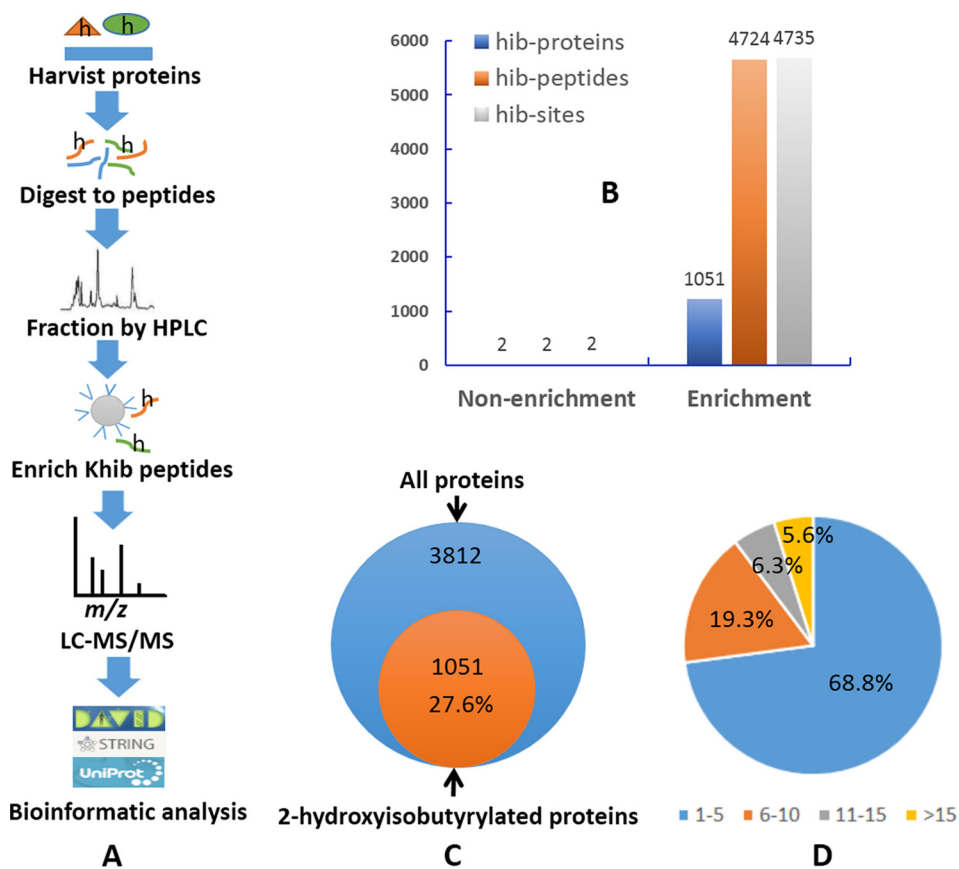 h
h
Harvist proteins
h
h
Digest to peptides
Fraction by HPLC
h
h
Enrich Khib peptides
m/z
LC-MS/MS
DAVID
STRING
UniProt
Bioinformatic analysis
A
6000
5000
4000
3000
2000
1000
0
hib-proteins
hib-peptides
hib-sites
B
2
2
2
1051
4724
4735
Non-enrichment
Enrichment
All proteins
3812
1051
27.6%
2-hydroxyisobutyrylated proteins
C
5.6%
6.3%
19.3%
68.8%
1-5
6-10
11-15
>15
D